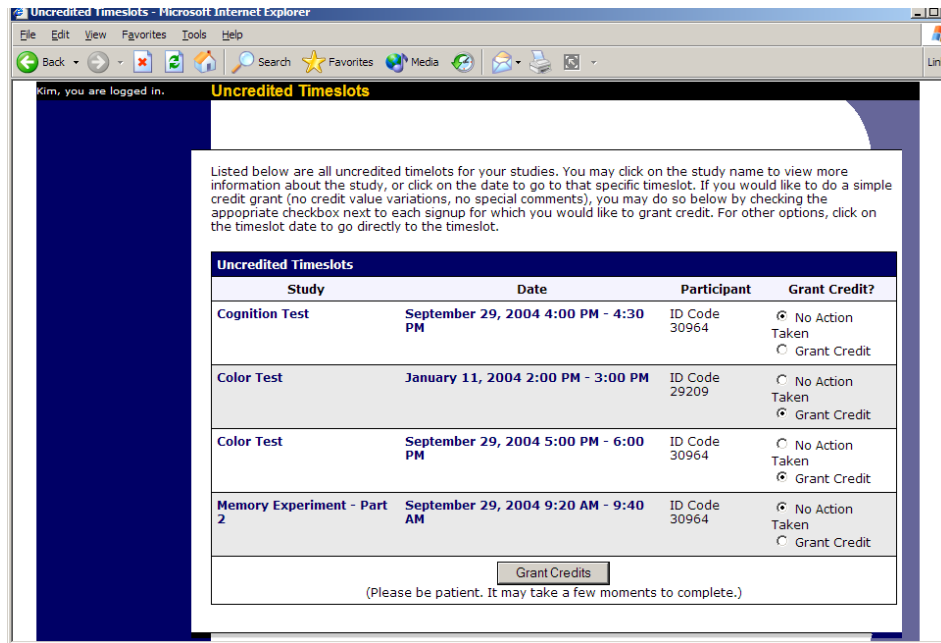 Uncredited Timeslots - Microsoft Internet Explorer
File Edit View Favorites Tools Help
Back Search Favorites Media
Kim, you are logged in. Uncredited Timeslots
Listed below are all uncredited timelots for your studies. You may click on the study name to view more
information about the study, or click on the date to go to that specific timeslot. If you would like to do a simple
credit grant (no credit value variations, no special comments), you may do so below by checking the
appopriate checkbox next to each signup for which you would like to grant credit. For other options, click on
the timeslot date to go directly to the timeslot.
Uncredited Timeslots
Study Date Participant Grant Credit?
Cognition Test September 29, 2004 4:00 PM - 4:30 ID Code No Action
PM 30964 Taken
Grant Credit
Color Test January 11, 2004 2:00 PM - 3:00 PM ID Code No Action
29209 Taken
Grant Credit
Color Test September 29, 2004 5:00 PM - 6:00 ID Code No Action
PM 30964 Taken
Grant Credit
Memory Experiment - Part September 29, 2004 9:20 AM - 9:40 ID Code No Action
2 AM 30964 Taken
Grant Credit
Grant Credits
(Please be patient. It may take a few moments to complete.)